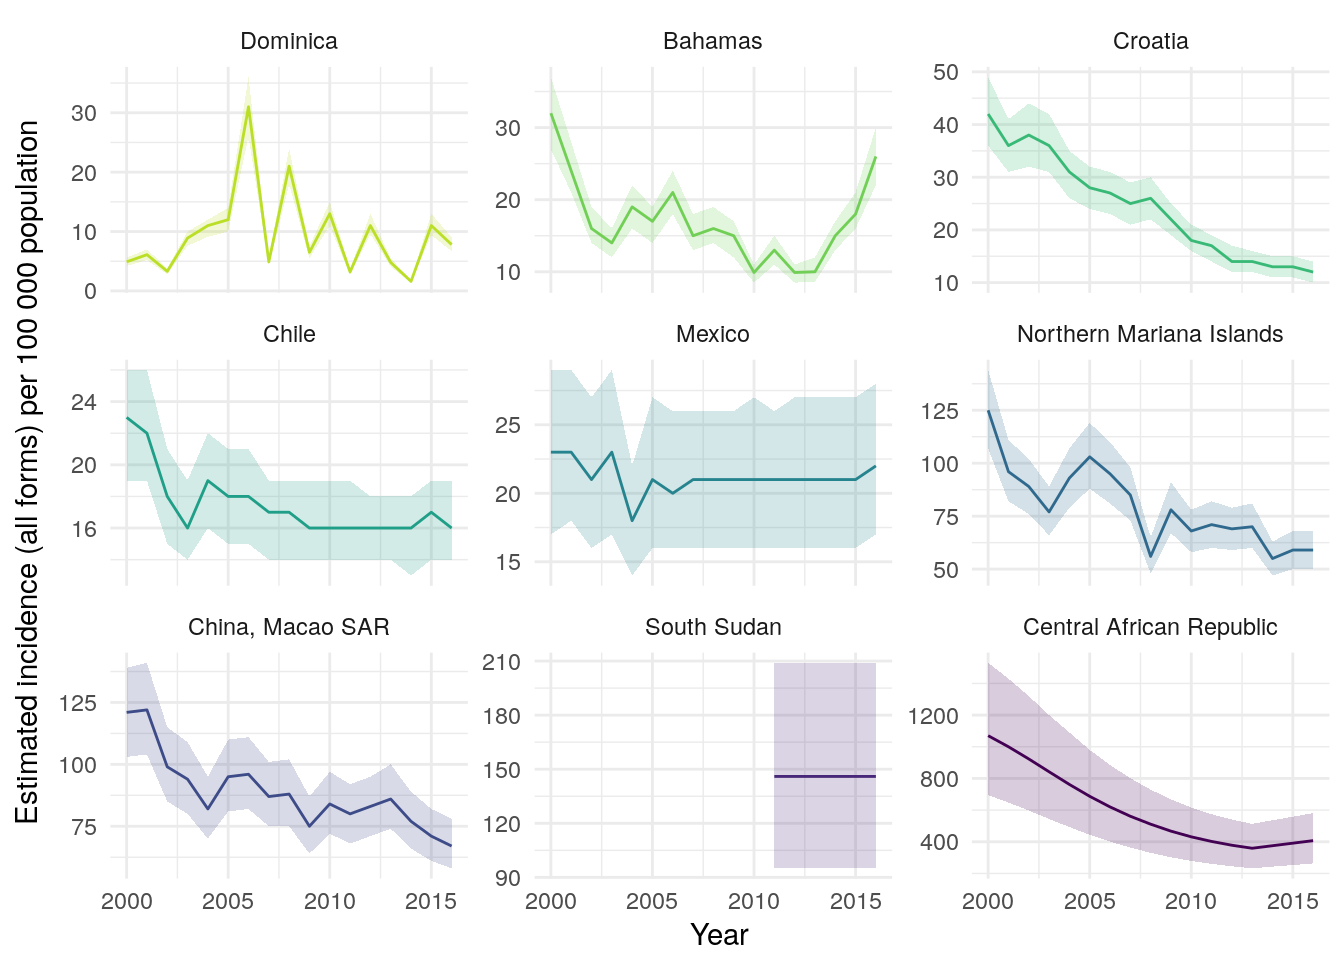 Estimated incidence (all forms) per 100 000 population
Dominica
30
20
10
0
Bahamas
30
20
10
Croatia
50
40
30
20
10
Chile
24
20
16
Mexico
25
20
15
Northern Mariana Islands
125
100
75
50
China, Macao SAR
125
100
75
2000 2005 2010 2015
South Sudan
210
180
150
120
90
2000 2005 2010 2015
Central African Republic
1200
800
400
2000 2005 2010 2015
Year